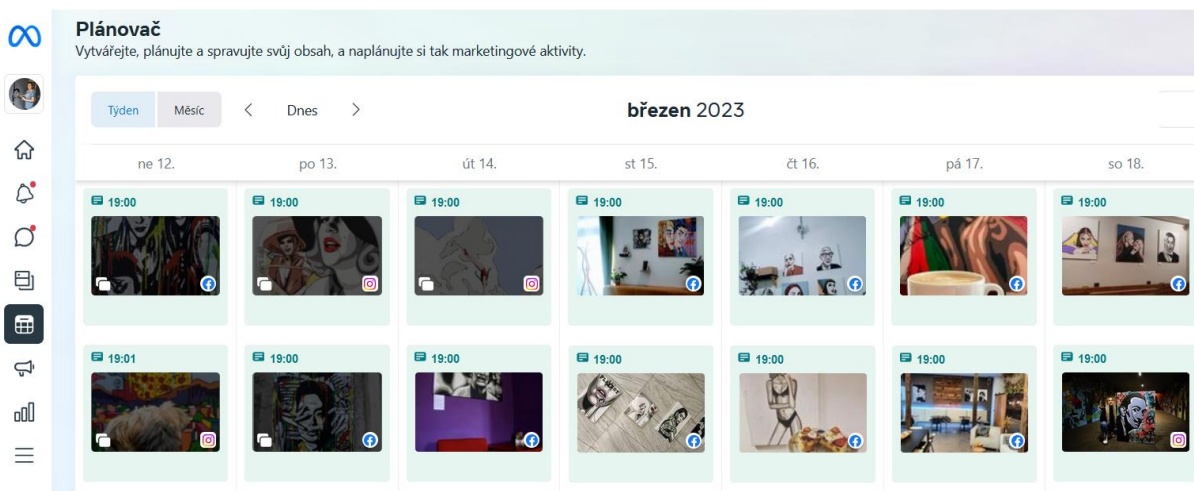 Plánovač
Vytvářejte, plánujte a spravujte svůj obsah, a naplánujte si tak marketingové aktivity.
Týden Měsíc Dnes březen 2023
ne 12. po 13. út 14. st 15. čt 16. pá 17. so 18.
19:00 19:00 19:00 19:00 19:00 19:00 19:00
19:01 19:00 19:00 19:00 19:00 19:00 19:00